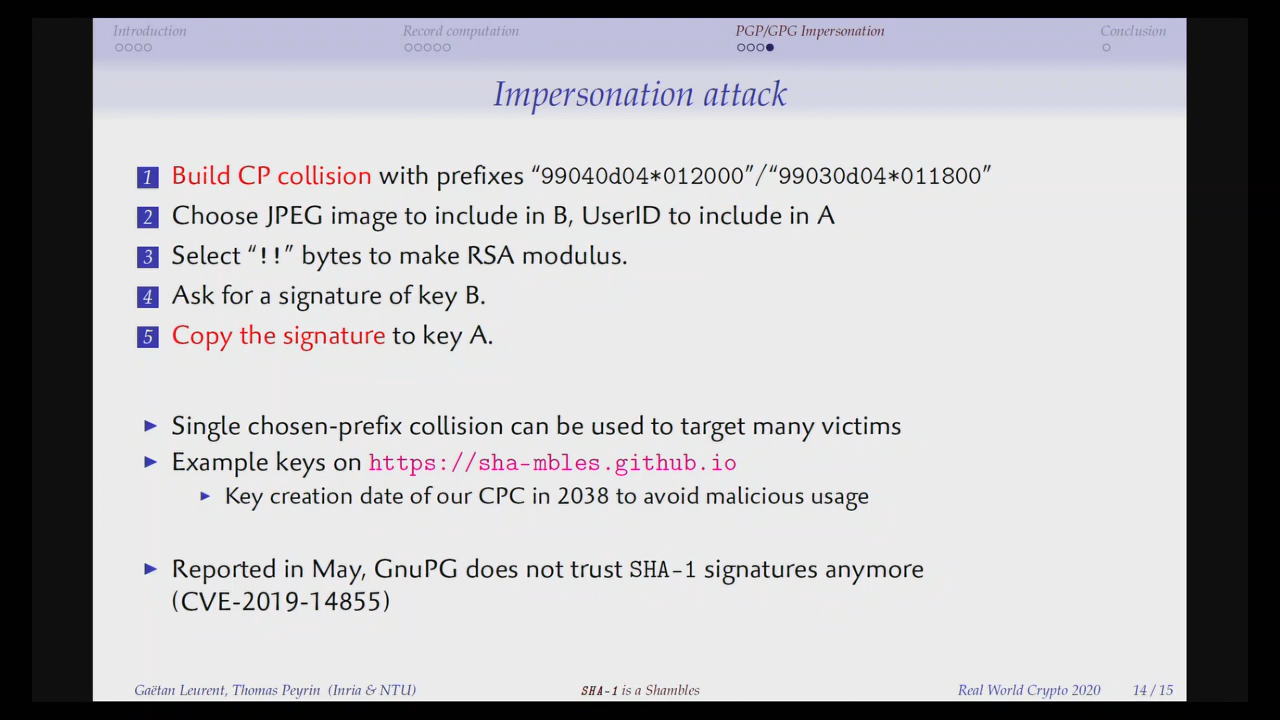 Introduction Record computation PGP/GPG Impersonation Conclusion
Impersonation attack
1 Build CP collision with prefixes “99040d04*012000”/“99030d04*011800”
2 Choose JPEG image to include in B, UserID to include in A
3 Select “!!” bytes to make RSA modulus.
4 Ask for a signature of key B.
5 Copy the signature to key A.
▶ Single chosen-prefix collision can be used to target many victims
▶ Example keys on https://sha-mbles.github.io
▶ Key creation date of our CPC in 2038 to avoid malicious usage
▶ Reported in May, GnuPG does not trust SHA-1 signatures anymore
(CVE-2019-14855)
Gaëtan Leurent, Thomas Peyrin (Inria & NTU) SHA-1 is a Shambles Real World Crypto 2020 14 / 15